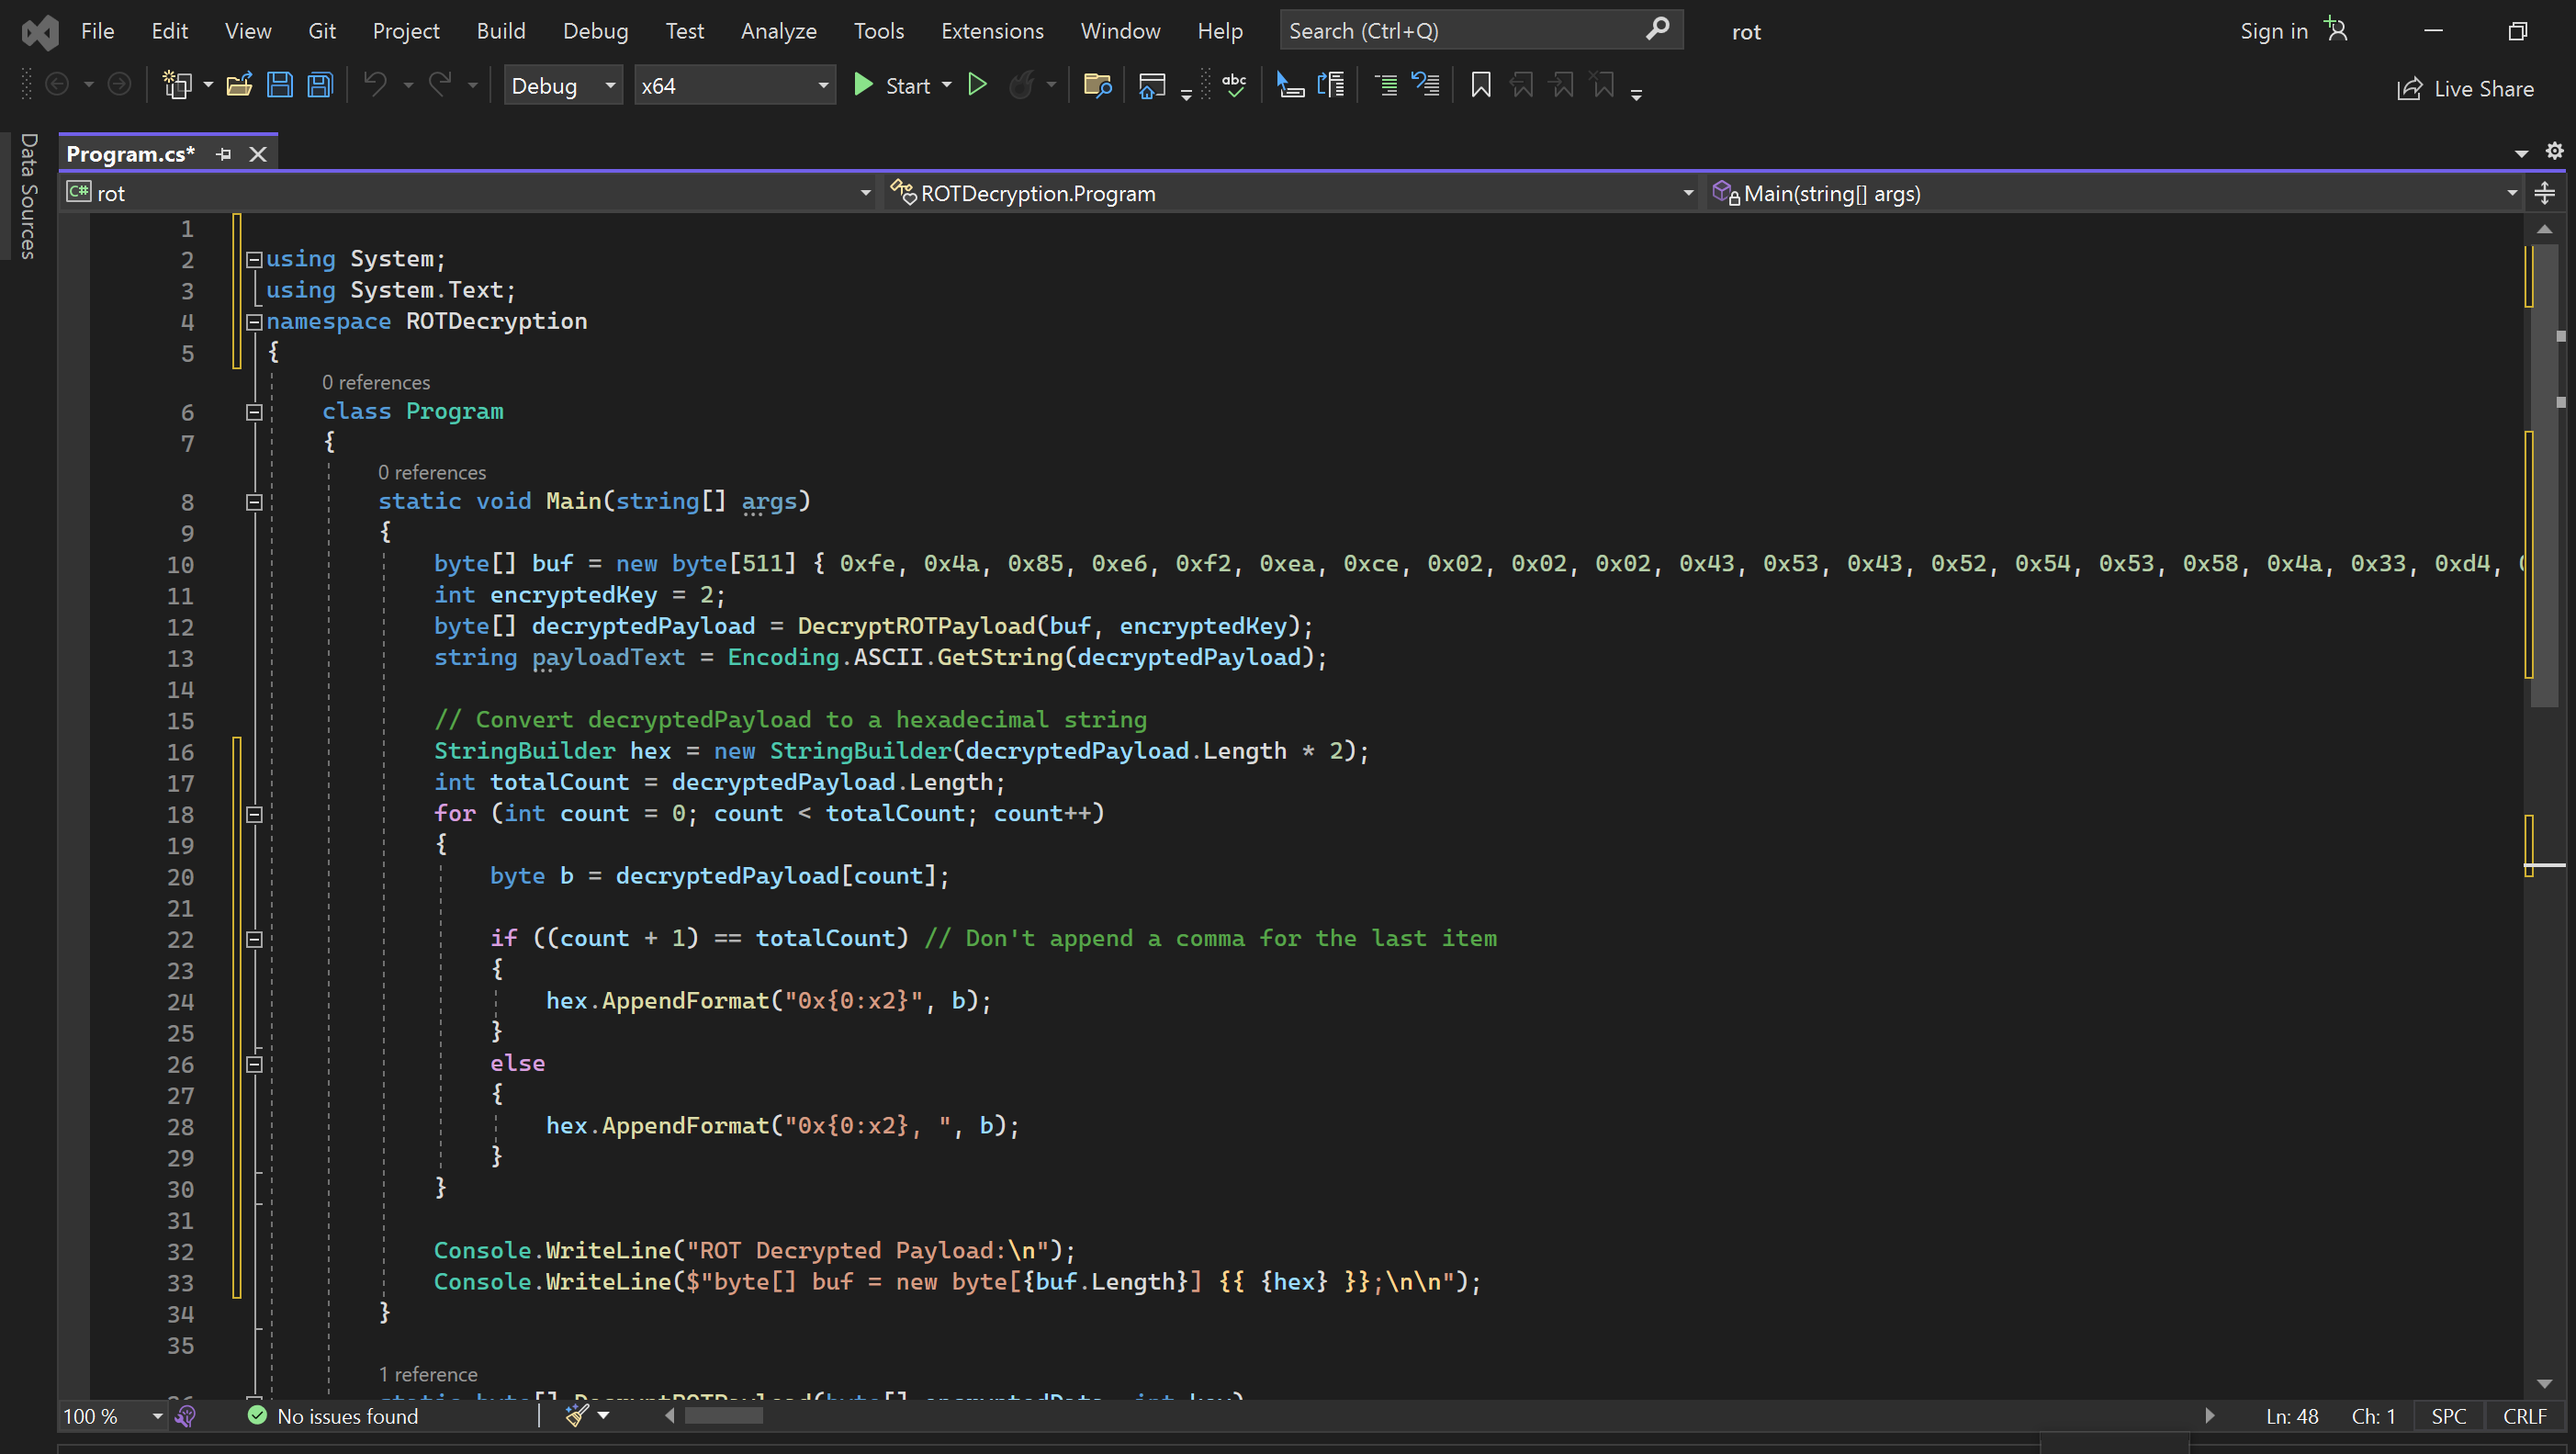 File Edit View Git Project Build Debug Test Analyze Tools Extensions Window Help Search (Ctrl+Q) rot Sign in
Debug x64 Start abc Live Share
Data Sources
Program.cs*
C# rot ROTDecryption.Program Main(string[] args)
1
2 using System;
3 using System.Text;
4 namespace ROTDecryption
5 {
0 references
6 class Program
7 {
0 references
8 static void Main(string[] args)
9 {
10 byte[] buf = new byte[511] { 0xfe, 0x4a, 0x85, 0xe6, 0xf2, 0xea, 0xce, 0x02, 0x02, 0x02, 0x43, 0x53, 0x43, 0x52, 0x54, 0x53, 0x58, 0x4a, 0x33, 0xd4,
11 int encryptedKey = 2;
12 byte[] decryptedPayload = DecryptROTPayload(buf, encryptedKey);
13 string payloadText = Encoding.ASCII.GetString(decryptedPayload);
14
15 // Convert decryptedPayload to a hexadecimal string
16 StringBuilder hex = new StringBuilder(decryptedPayload.Length * 2);
17 int totalCount = decryptedPayload.Length;
18 for (int count = 0; count < totalCount; count++)
19 {
20 byte b = decryptedPayload[count];
21
22 if ((count + 1) == totalCount) // Don't append a comma for the last item
23 {
24 hex.AppendFormat("0x{0:x2}", b);
25 }
26 else
27 {
28 hex.AppendFormat("0x{0:x2}, ", b);
29 }
30 }
31
32 Console.WriteLine("ROT Decrypted Payload:\n");
33 Console.WriteLine($"byte[] buf = new byte[{buf.Length}] {{ {hex} }};\n\n");
34 }
35
1 reference
100 % No issues found Ln: 48 Ch: 1 SPC CRLF